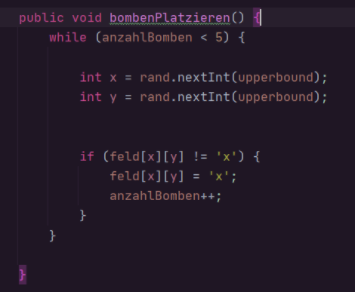 public void bombenPlatzieren() {
while (anzahlBomben < 5) {
int x = rand.nextInt(upperbound);
int y = rand.nextInt(upperbound);
if (feld[x][y] != 'x') {
feld[x][y] = 'x';
anzahlBomben++;
}
}
}